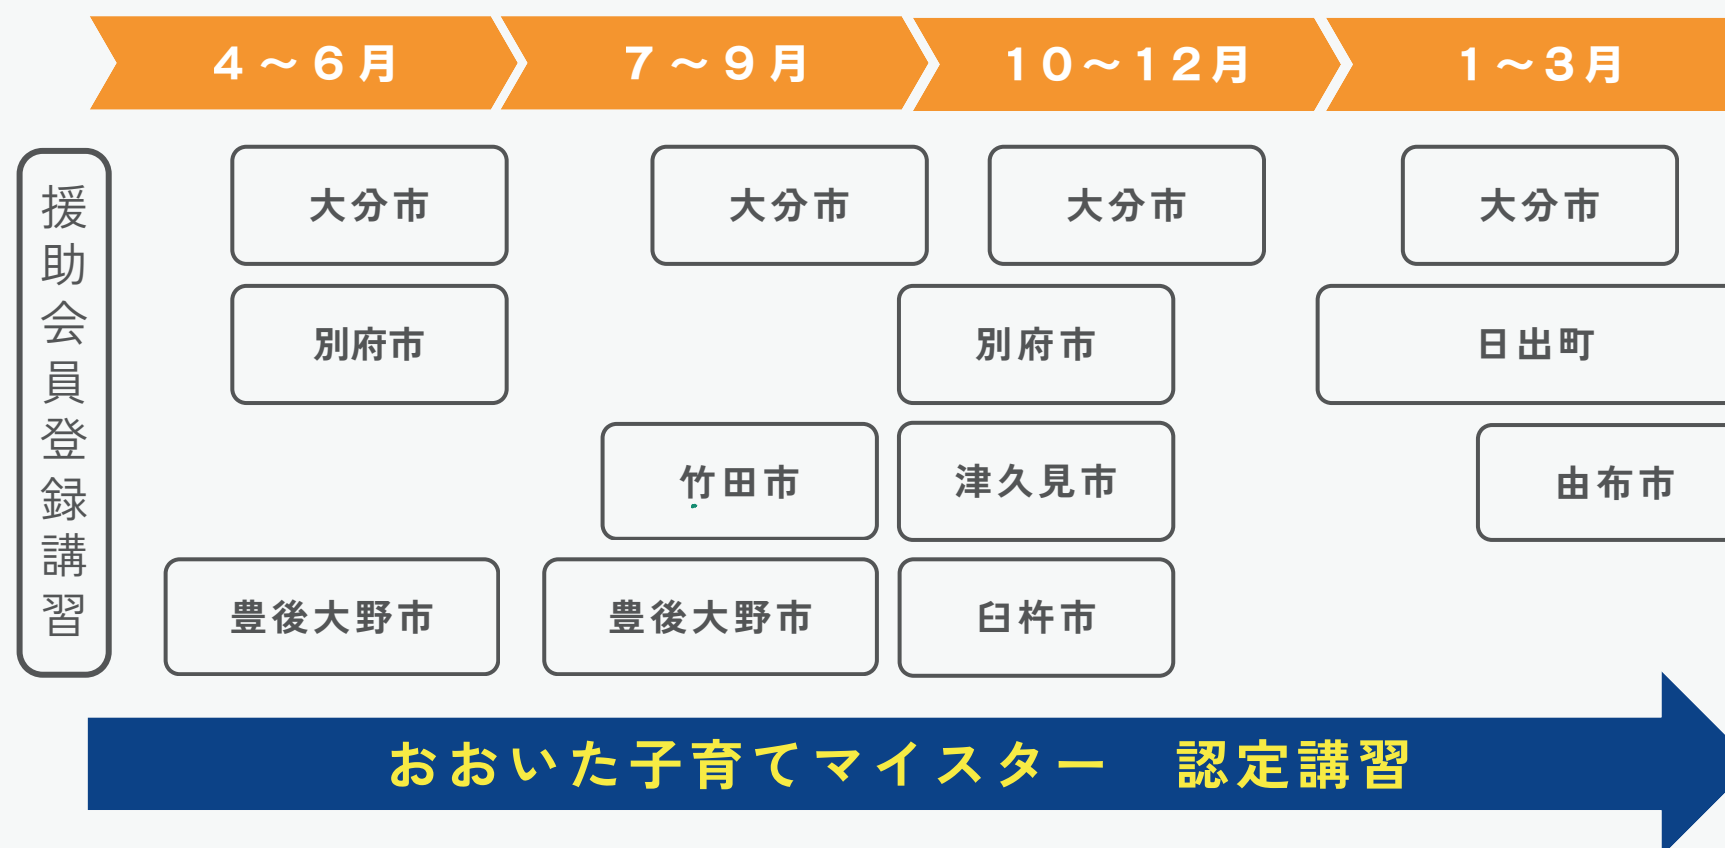 ４～６月
７～９月
１０～１２月
１～３月
援助会員登録講習
大分市
大分市
大分市
大分市
別府市
別府市
日出町
竹田市
津久見市
由布市
豊後大野市
豊後大野市
臼杵市
おおいた子育てマイスター　認定講習